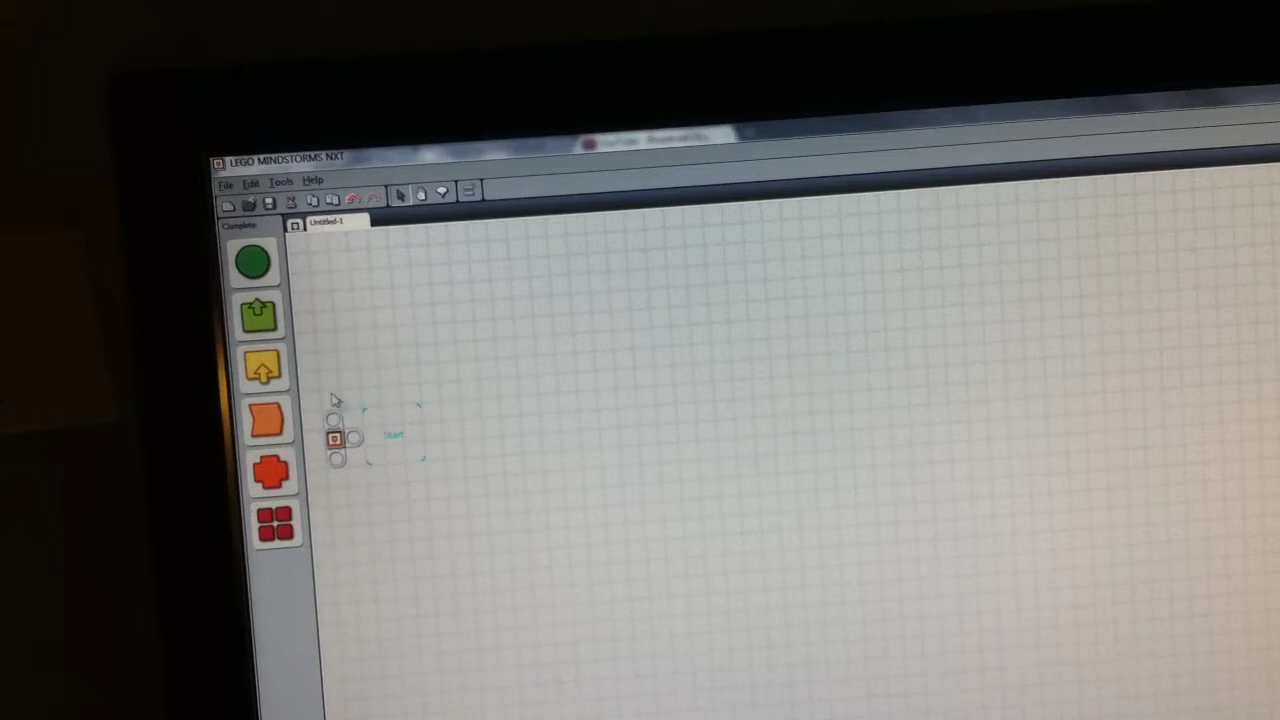 LEGO MINDSTORMS NXT
File Edit Tools Help
Untitled-1
Complete
Start